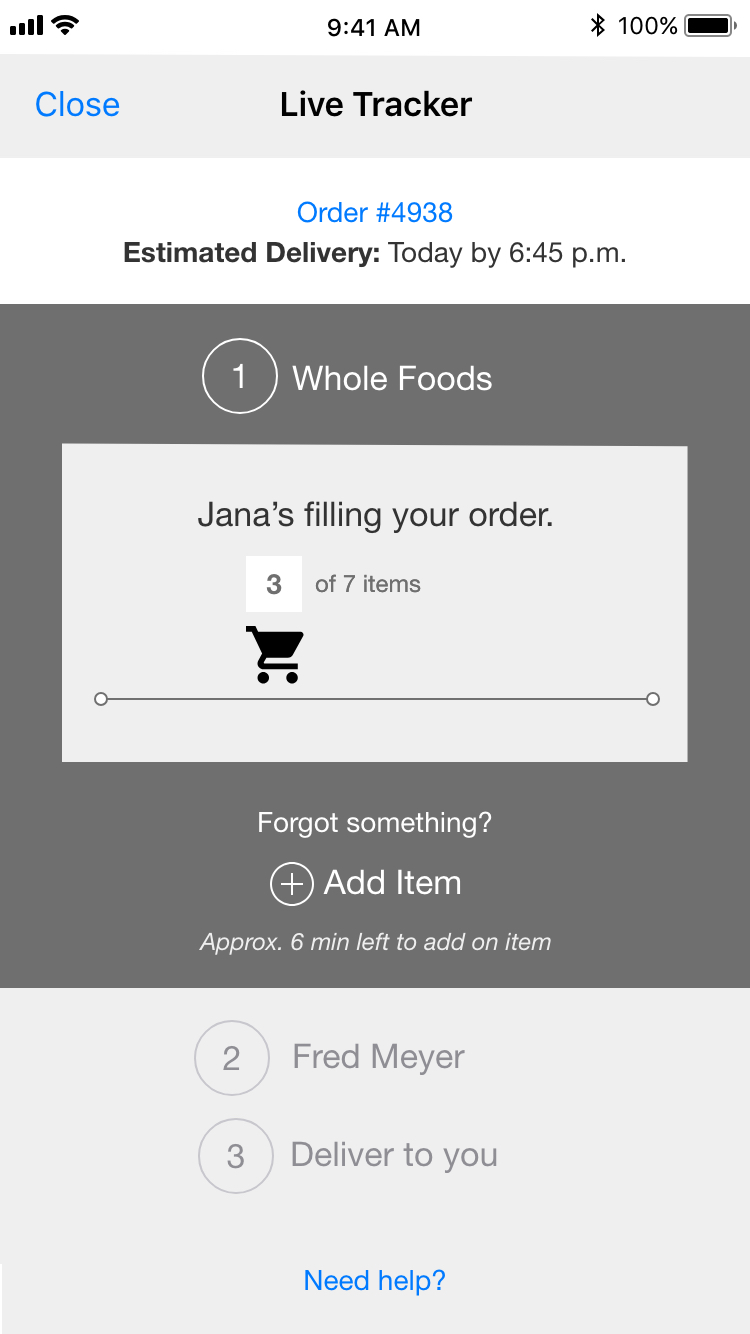 9:41 AM 100%
Close Live Tracker
Order #4938
Estimated Delivery: Today by 6:45 p.m.
1 Whole Foods
Jana’s filling your order.
3 of 7 items
Forgot something?
Add Item
Approx. 6 min left to add on item
2 Fred Meyer
3 Deliver to you
Need help?